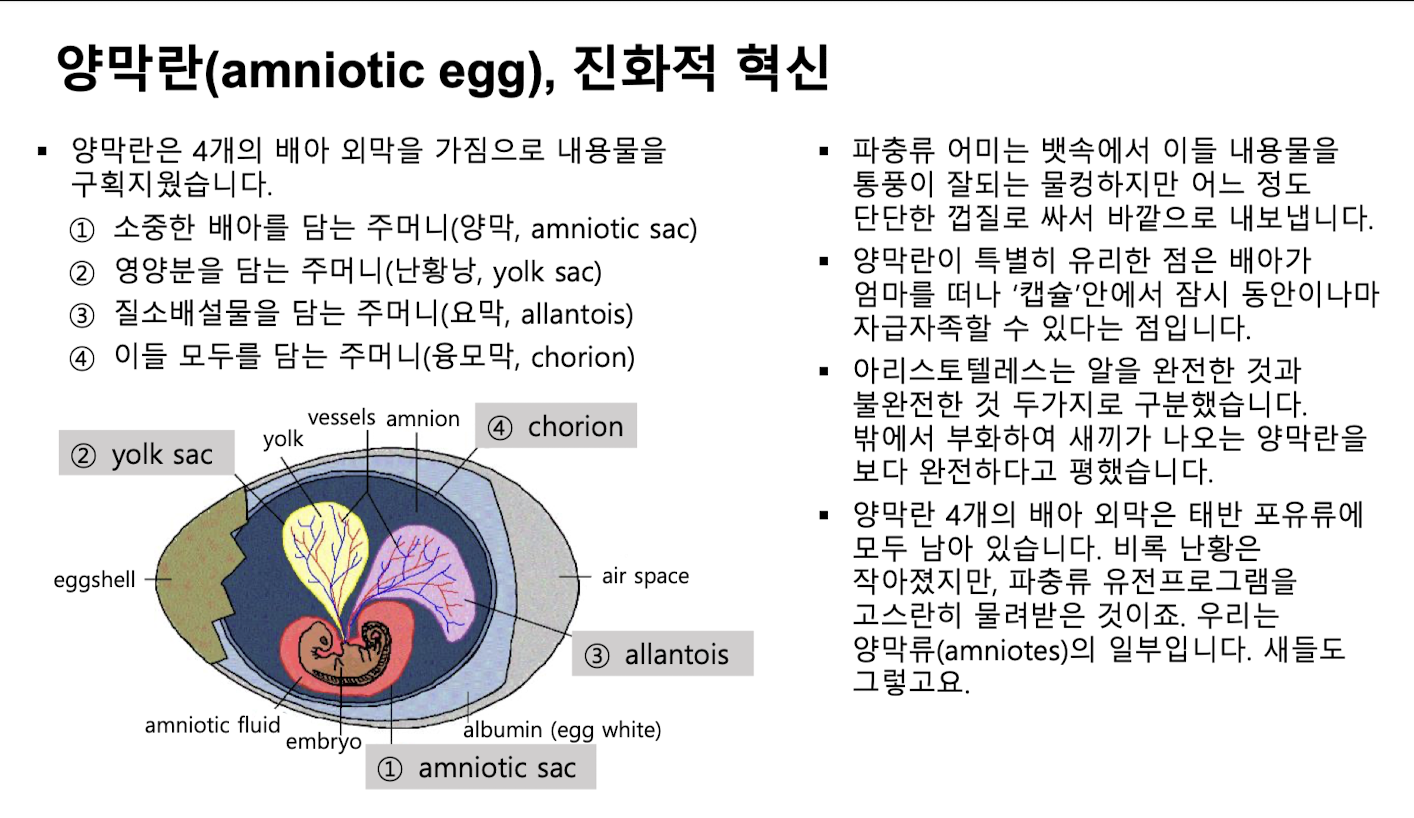 양막란(amniotic egg), 진화적 혁신
▪ 양막란은 4개의 배아 외막을 가짐으로 내용물을
구획지웠습니다.
① 소중한 배아를 담는 주머니(양막, amniotic sac)
② 영양분을 담는 주머니(난황낭, yolk sac)
③ 질소배설물을 담는 주머니(요막, allantois)
④ 이들 모두를 담는 주머니(융모막, chorion)
vessels
amnion
④ chorion
yolk
② yolk sac
eggshell
air space
③ allantois
amniotic fluid
embryo
albumin (egg white)
① amniotic sac
▪ 파충류 어미는 뱃속에서 이들 내용물을
통풍이 잘되는 물컹하지만 어느 정도
단단한 껍질로 싸서 바깥으로 내보냅니다.
▪ 양막란이 특별히 유리한 점은 배아가
엄마를 떠나 ‘캡슐’안에서 잠시 동안이나마
자급자족할 수 있다는 점입니다.
▪ 아리스토텔레스는 알을 완전한 것과
불완전한 것 두가지로 구분했습니다.
밖에서 부화하여 새끼가 나오는 양막란을
보다 완전하다고 평했습니다.
▪ 양막란 4개의 배아 외막은 태반 포유류에
모두 남아 있습니다. 비록 난황은
작아졌지만, 파충류 유전프로그램을
고스란히 물려받은 것이죠. 우리는
양막류(amniotes)의 일부입니다. 새들도
그렇고요.